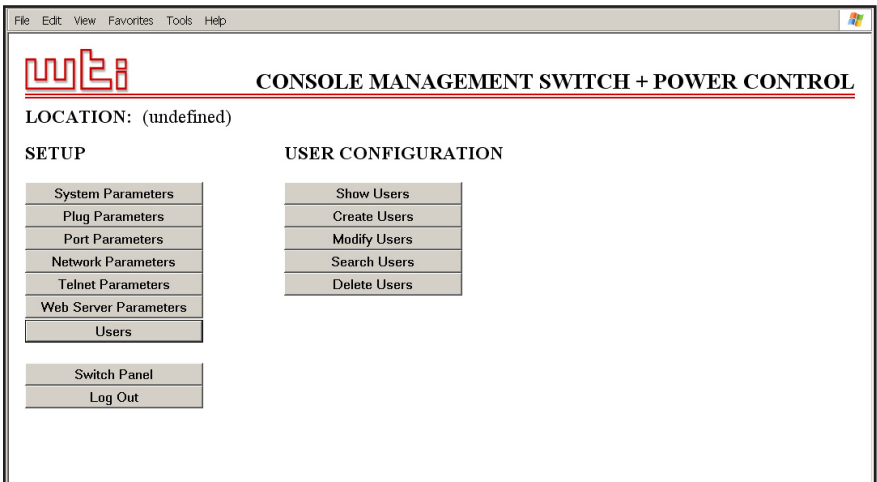 File Edit View Favorites Tools Help
wti
CONSOLE MANAGEMENT SWITCH + POWER CONTROL
LOCATION: (undefined)
SETUP
System Parameters
Plug Parameters
Port Parameters
Network Parameters
Telnet Parameters
Web Server Parameters
Users
Switch Panel
Log Out
USER CONFIGURATION
Show Users
Create Users
Modify Users
Search Users
Delete Users